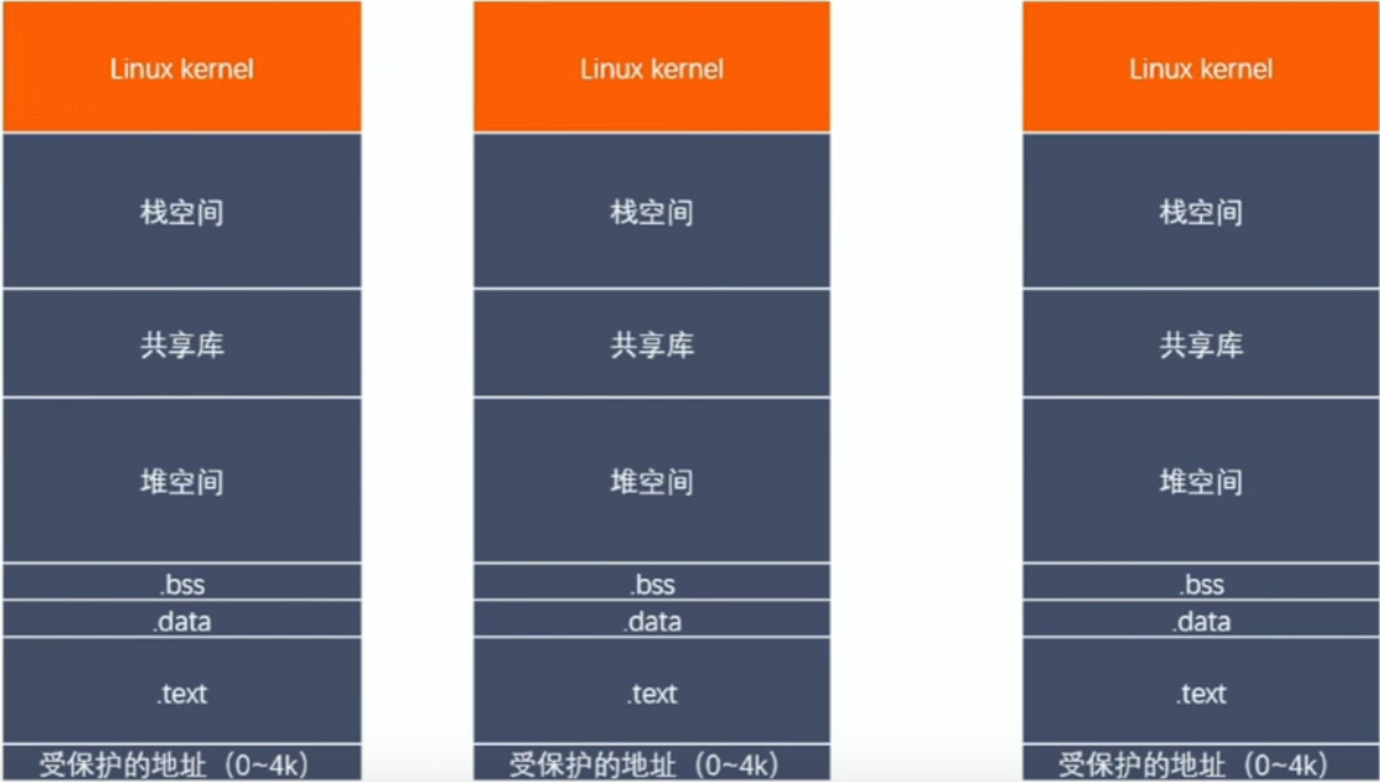 Linux kernel
栈空间
共享库
堆空间
.bss
.data
.text
受保护的地址（0~4k）
Linux kernel
栈空间
共享库
堆空间
.bss
.data
.text
受保护的地址（0~4k）
Linux kernel
栈空间
共享库
堆空间
.bss
.data
.text
受保护的地址（0~4k）